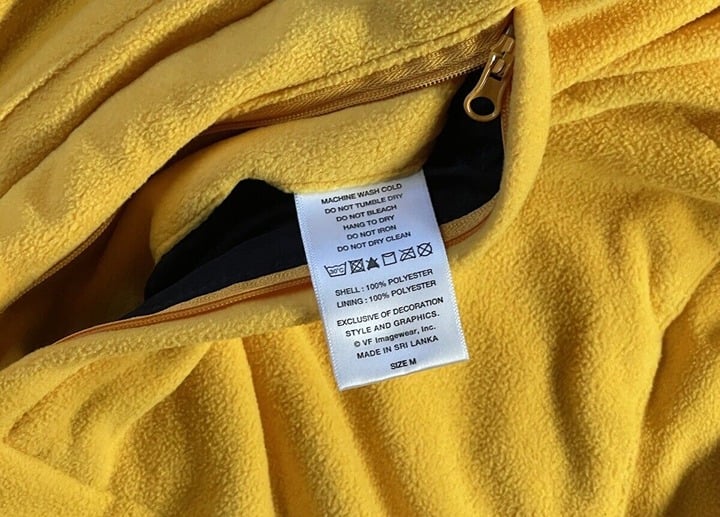 MACHINE WASH COLD
DO NOT TUMBLE DRY
DO NOT BLEACH
HANG TO DRY
DO NOT IRON
DO NOT DRY CLEAN
30°C
SHELL : 100% POLYESTER
LINING : 100% POLYESTER
EXCLUSIVE OF DECORATION
STYLE AND GRAPHICS.
© VF Imagewear, Inc.
MADE IN SRI LANKA
SIZE M